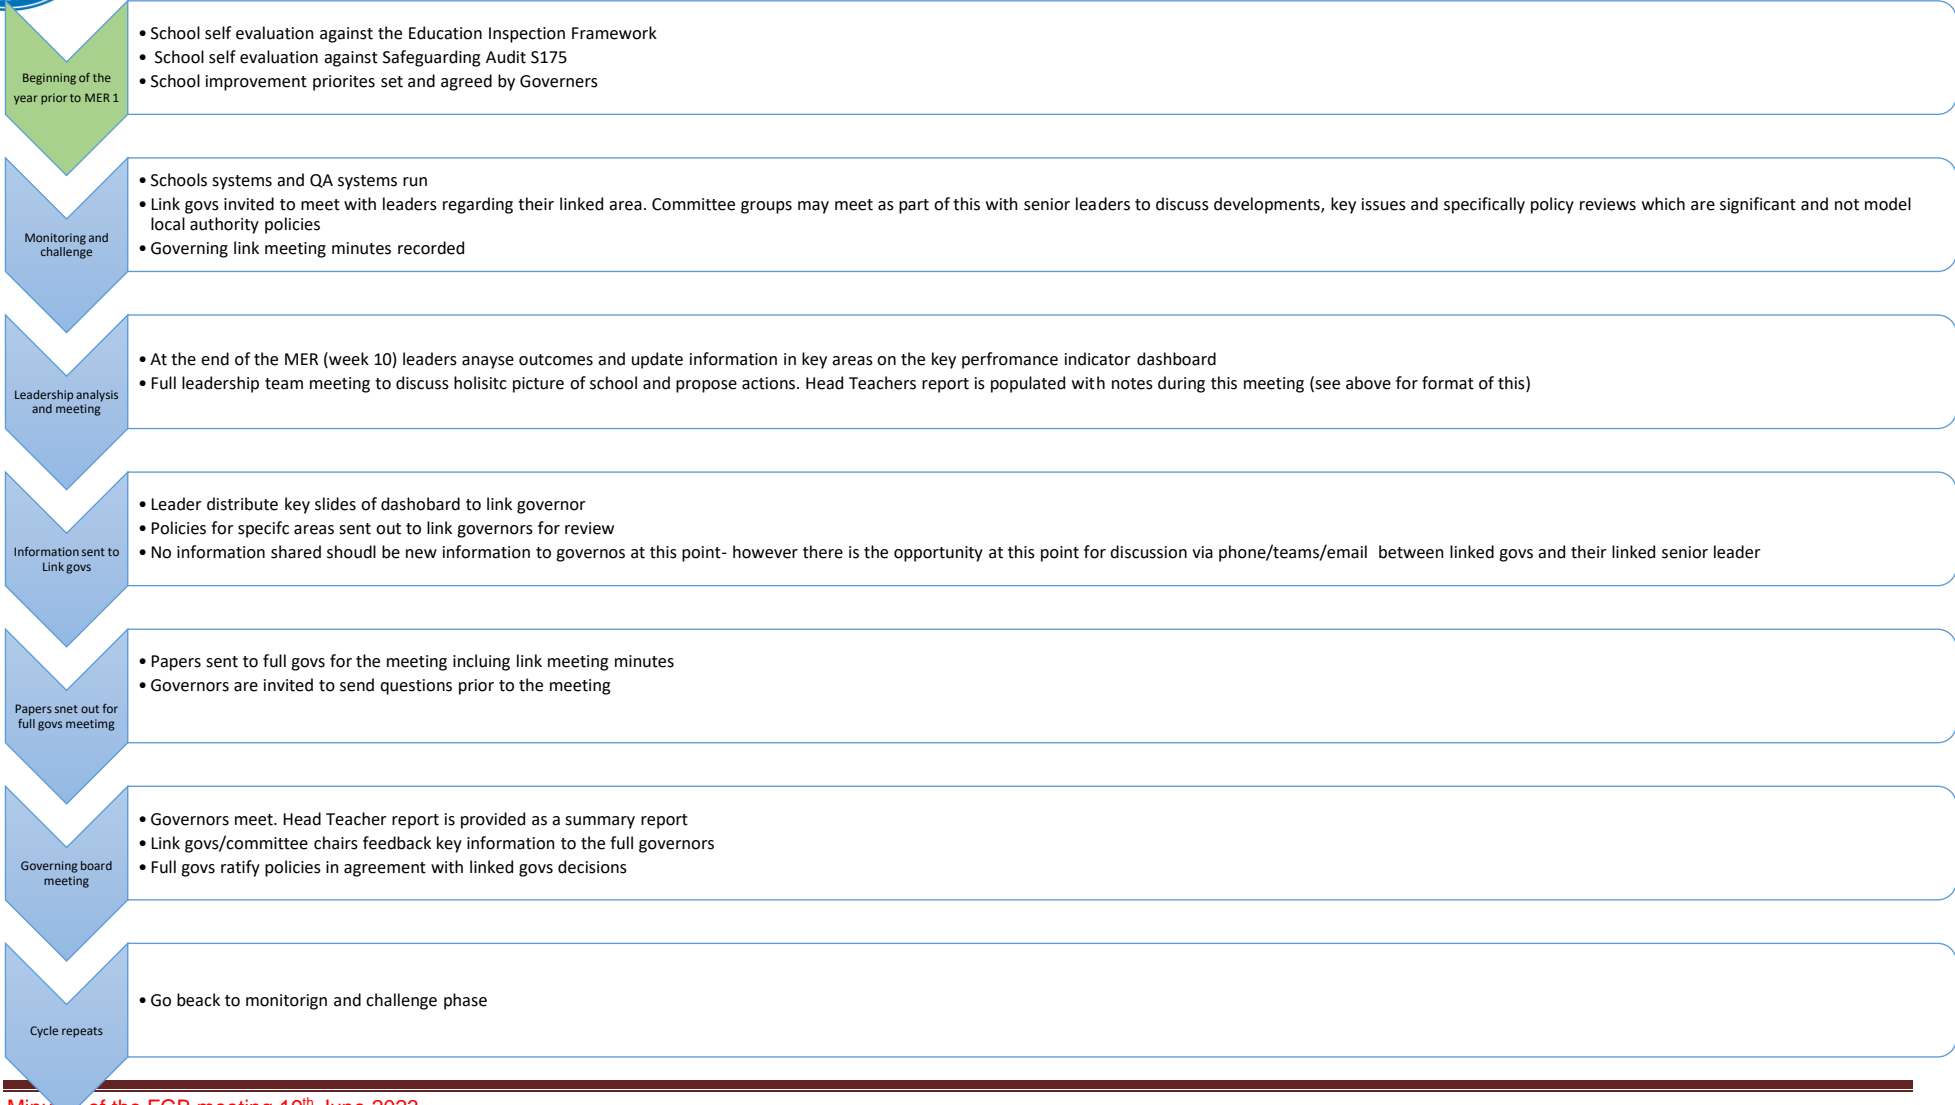 Beginning of the
year prior to MER 1
• School self evaluation against the Education Inspection Framework
• School self evaluation against Safeguarding Audit S175
• School improvement priorites set and agreed by Governers
Monitoring and
challenge
• Schools systems and QA systems run
• Link govs invited to meet with leaders regarding their linked area. Committee groups may meet as part of this with senior leaders to discuss developments, key issues and specifically policy reviews which are significant and not model
local authority policies
• Governing link meeting minutes recorded
Leadership analysis
and meeting
• At the end of the MER (week 10) leaders anayse outcomes and update information in key areas on the key perfromance indicator dashboard
• Full leadership team meeting to discuss holisitc picture of school and propose actions. Head Teachers report is populated with notes during this meeting (see above for format of this)
Information sent to
Link govs
• Leader distribute key slides of dashobard to link governor
• Policies for specifc areas sent out to link governors for review
• No information shared shoudl be new information to governos at this point- however there is the opportunity at this point for discussion via phone/teams/email between linked govs and their linked senior leader
Papers snet out for
full govs meetimg
• Papers sent to full govs for the meeting incluing link meeting minutes
• Governors are invited to send questions prior to the meeting
Governing board
meeting
• Governors meet. Head Teacher report is provided as a summary report
• Link govs/committee chairs feedback key information to the full governors
• Full govs ratify policies in agreement with linked govs decisions
Cycle repeats
• Go beack to monitorign and challenge phase
of the FGB meeting